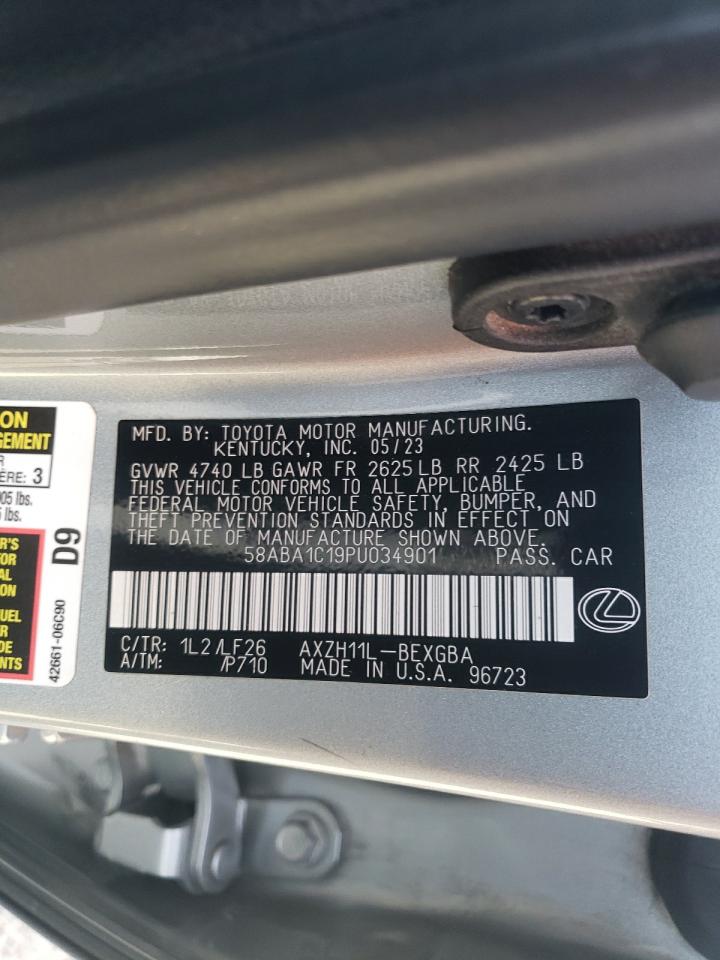 MFD. BY: TOYOTA MOTOR MANUFACTURING.
KENTUCKY, INC. 05/23
GVWR 4740 LB GAWR FR 2625 LB RR 2425 LB
THIS VEHICLE CONFORMS TO ALL APPLICABLE
FEDERAL MOTOR VEHICLE SAFETY, BUMPER, AND
THEFT PREVENTION STANDARDS IN EFFECT ON
THE DATE OF MANUFACTURE SHOWN ABOVE.
58ABA1C19PU034901 PASS. CAR
C/TR: 1L2/LF26 AXZH11L-BEXGBA
A/TM: /P710 MADE IN U.S.A. 96723
D9
42661-06C90
3
lbs.
lbs.